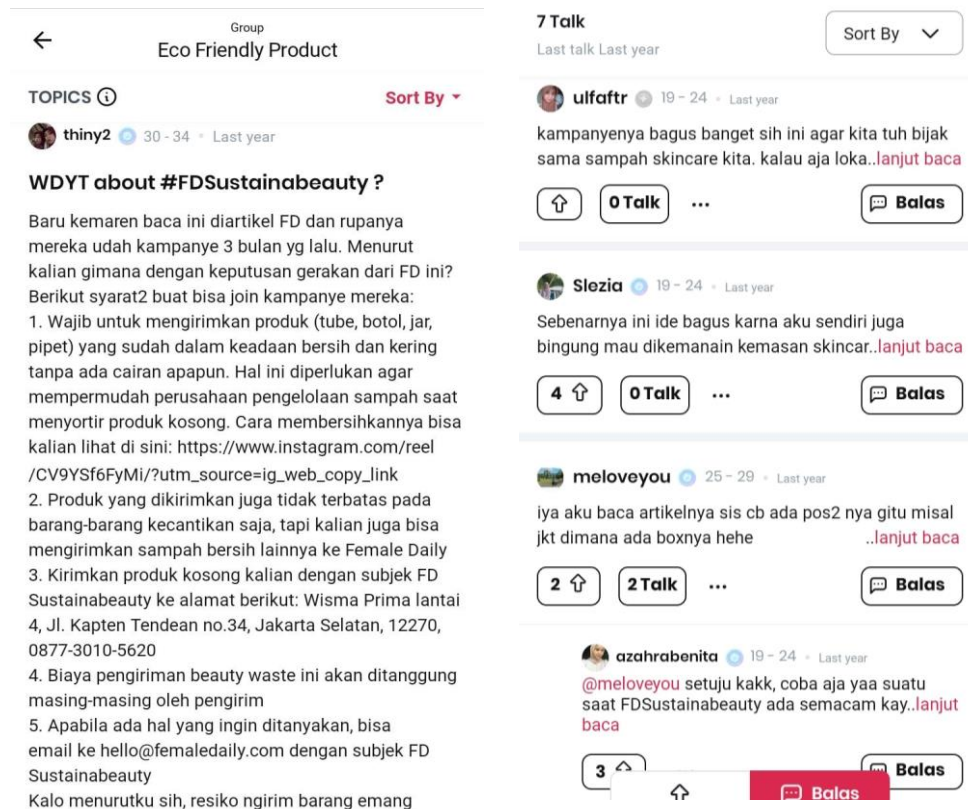 Group
Eco Friendly Product
TOPICS
Sort By
thiny2 30 - 34 • Last year
WDYT about #FDSustainabeauty ?
Baru kemaren baca ini diartikel FD dan rupanya
mereka udah kampanye 3 bulan yg lalu. Menurut
kalian gimana dengan keputusan gerakan dari FD ini?
Berikut syarat2 buat bisa join kampanye mereka:
1. Wajib untuk mengirimkan produk (tube, botol, jar,
pipet) yang sudah dalam keadaan bersih dan kering
tanpa ada cairan apapun. Hal ini diperlukan agar
mempermudah perusahaan pengelolaan sampah saat
menyortir produk kosong. Cara membersihkannya bisa
kalian lihat di sini: https://www.instagram.com/reel
/CV9YSf6FyMi/?utm_source=ig_web_copy_link
2. Produk yang dikirimkan juga tidak terbatas pada
barang-barang kecantikan saja, tapi kalian juga bisa
mengirimkan sampah bersih lainnya ke Female Daily
3. Kirimkan produk kosong kalian dengan subjek FD
Sustainabeauty ke alamat berikut: Wisma Prima lantai
4, Jl. Kapten Tendean no.34, Jakarta Selatan, 12270,
0877-3010-5620
4. Biaya pengiriman beauty waste ini akan ditanggung
masing-masing oleh pengirim
5. Apabila ada hal yang ingin ditanyakan, bisa
email ke hello@femaledaily.com dengan subjek FD
Sustainabeauty
Kalo menurutku sih, resiko ngirim barang emang
7 Talk
Last talk Last year
Sort By
ulfaftr 19 - 24 • Last year
kampanyenya bagus banget sih ini agar kita tuh bijak
sama sampah skincare kita. kalau aja loka..lanjut baca
0 Talk ... Balas
Slezia 19 - 24 • Last year
Sebenarnya ini ide bagus karna aku sendiri juga
bingung mau dikemanain kemasan skincar..lanjut baca
4 0 Talk ... Balas
meloveyou 25 - 29 • Last year
iya aku baca artikelnya sis cb ada pos2 nya gitu misal
jkt dimana ada boxnya hehe ..lanjut baca
2 2 Talk ... Balas
azahrabenita 19 - 24 • Last year
@meloveyou setuju kakk, coba aja yaa suatu
saat FDSustainabeauty ada semacam kay..lanjut
baca
3 Balas
Balas